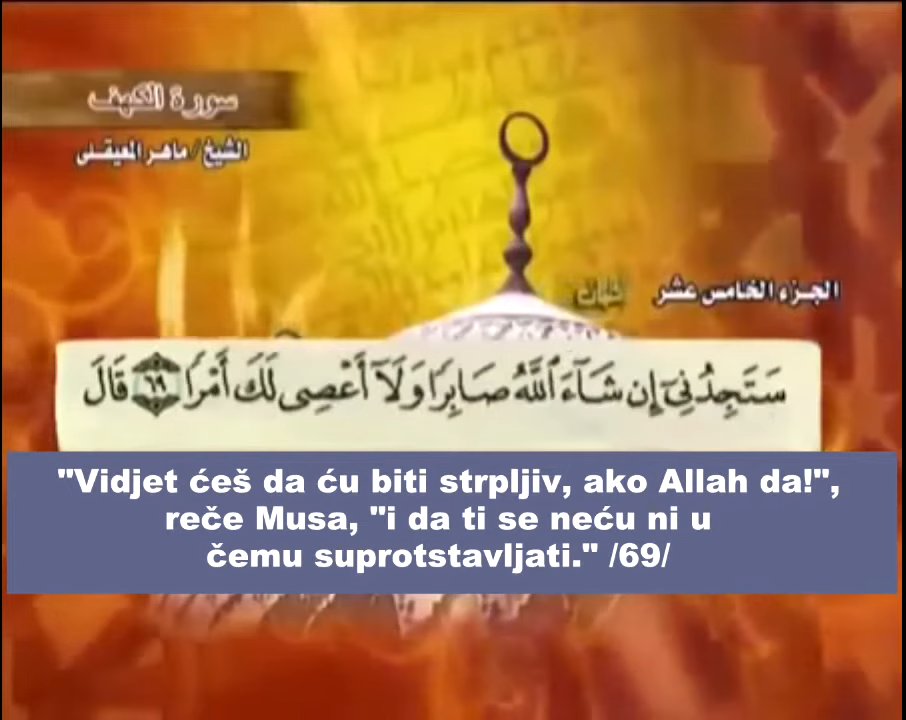 سورة الكهف
الشيخ / ماهر المعيقلي
الجزء الخامس عشر
سَتَجِدُنِىٓ إِن شَآءَ ٱللَّهُ صَابِرًا وَلَآ أَعْصِى لَكَ أَمْرًا ٦٩ قَالَ
"Vidjet ćeš da ću biti strpljiv, ako Allah da!",
reče Musa, "i da ti se neću ni u
čemu suprotstavljati." /69/